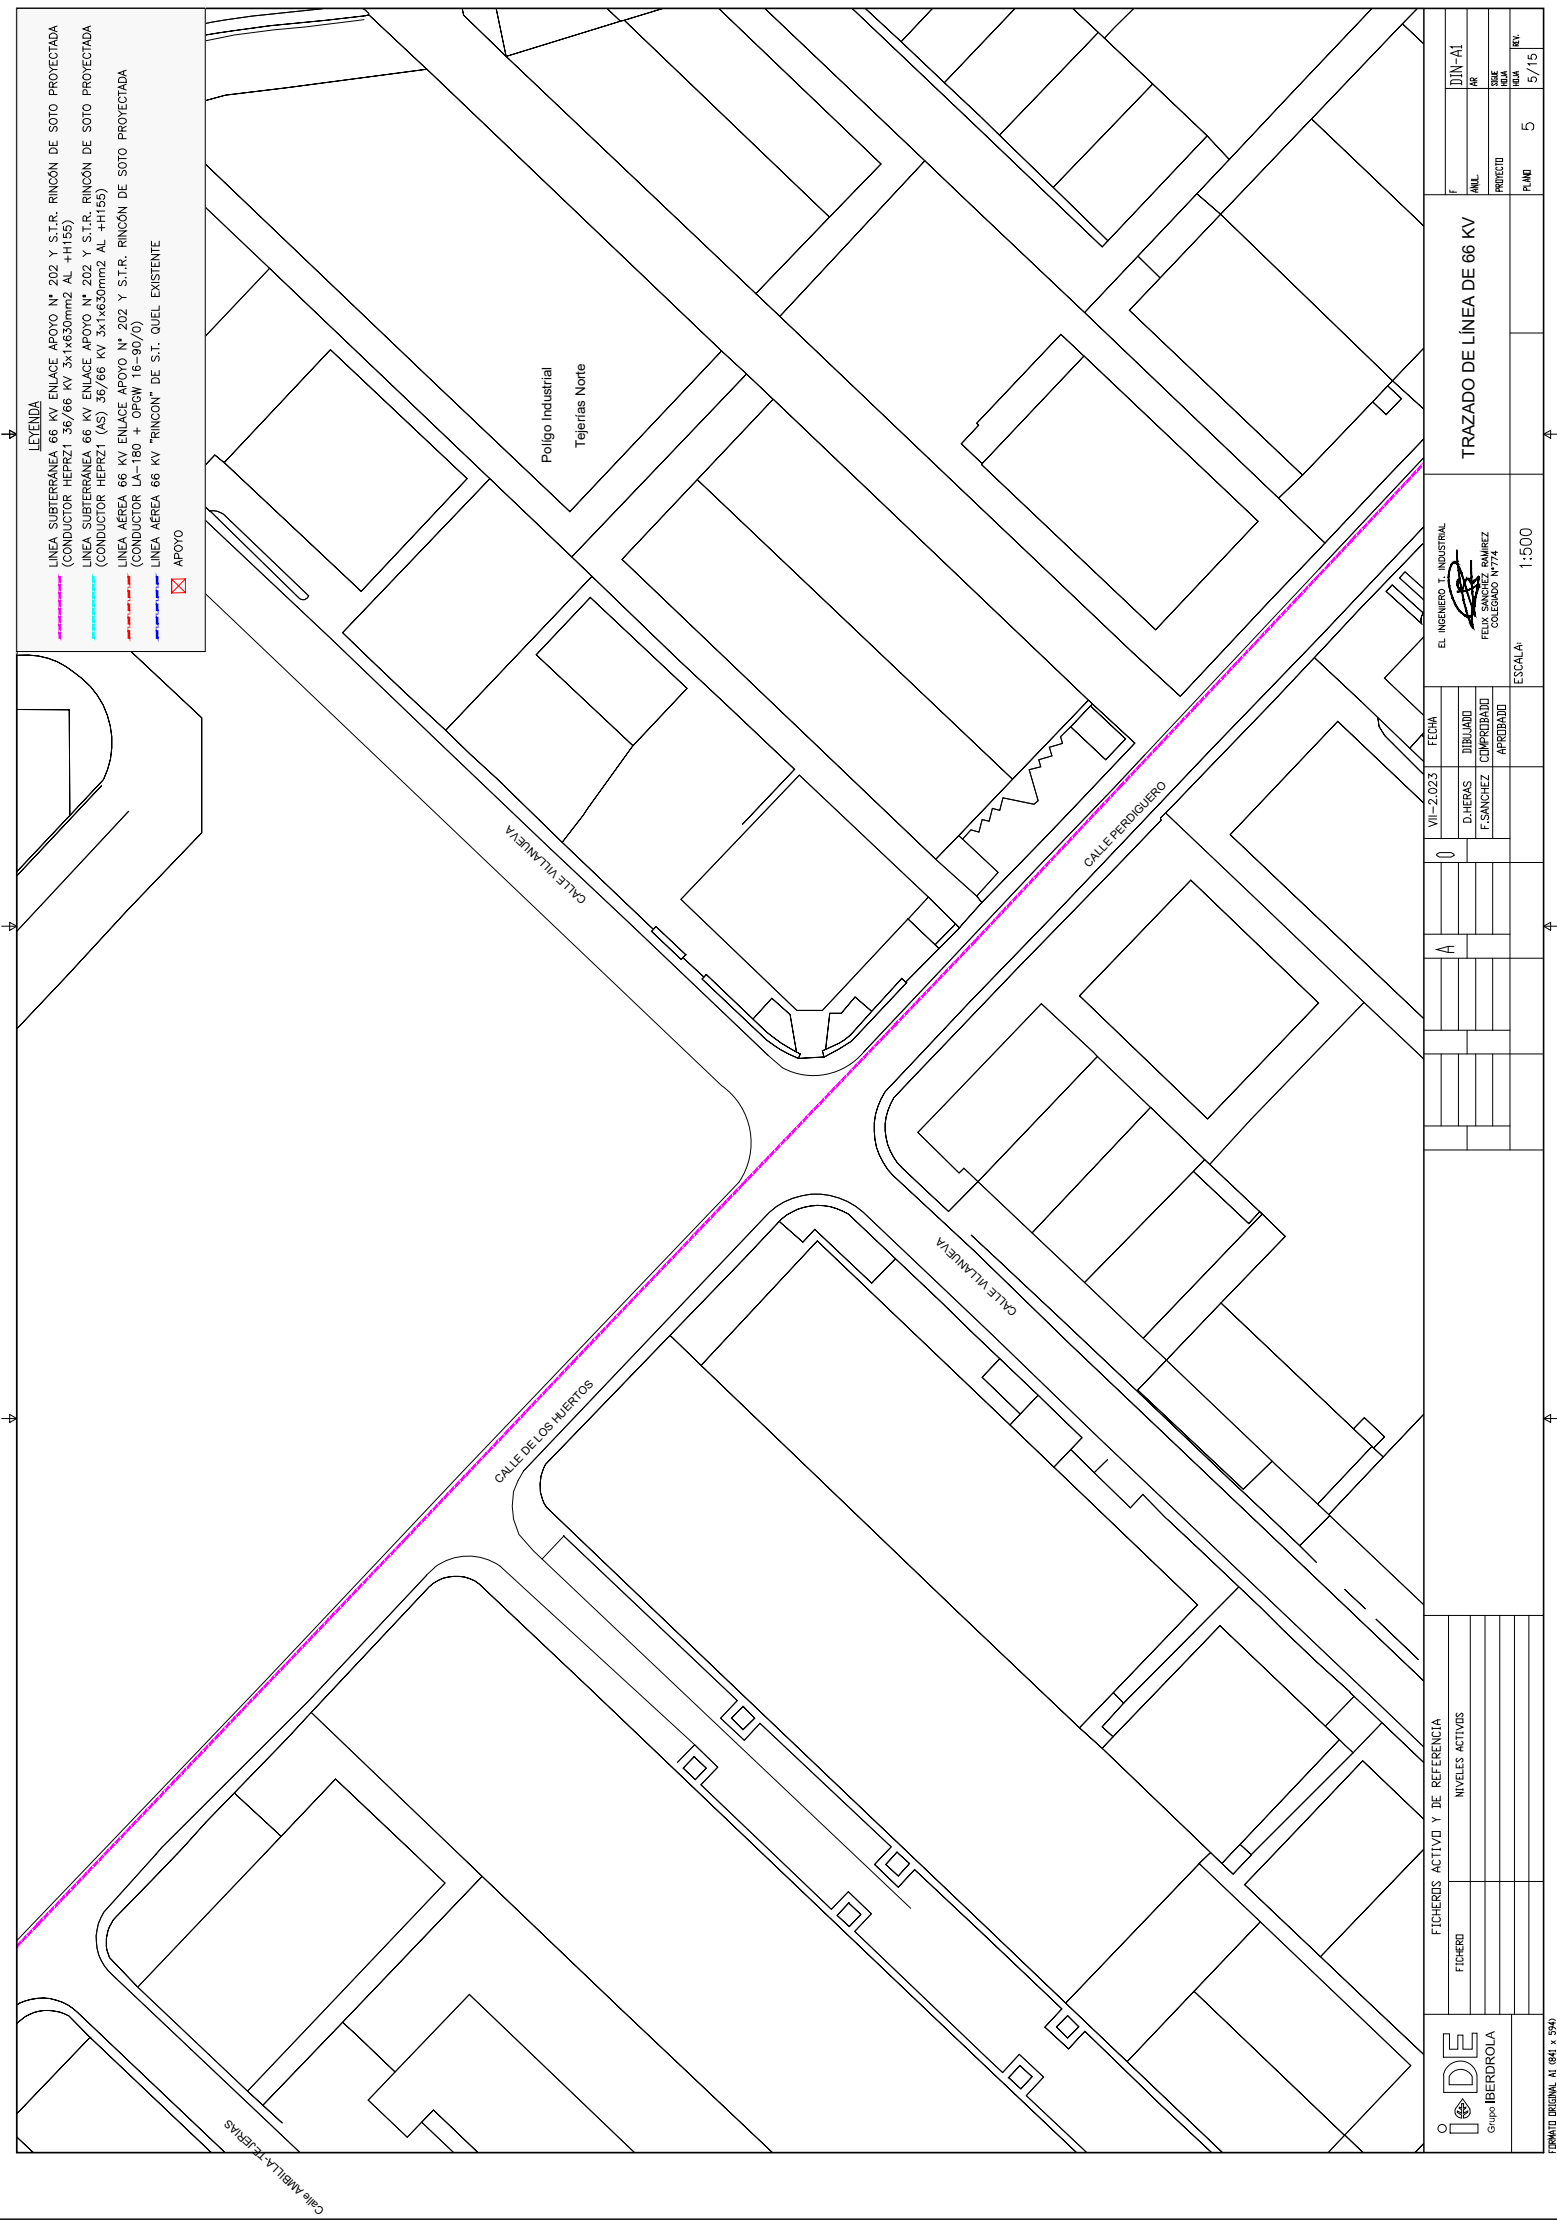 LEYENDA
LINEA SUBTERRÁNEA 66 KV ENLACE APOYO Nº 202 Y S.T.R. RINCÓN DE SOTO PROYECTADA
(CONDUCTOR HEPRZ1 36/66 KV 3x1x630mm2 AL +H155)
LINEA SUBTERRÁNEA 66 KV ENLACE APOYO Nº 202 Y S.T.R. RINCÓN DE SOTO PROYECTADA
(CONDUCTOR HEPRZ1 (AS) 36/66 KV 3x1x630mm2 AL +H155)
LINEA AÉREA 66 KV ENLACE APOYO Nº 202 Y S.T.R. RINCÓN DE SOTO PROYECTADA
(CONDUCTOR LA-180 + OPGW 16-90/0)
LINEA AÉREA 66 KV "RINCON" DE S.T. QUEL EXISTENTE
APOYO
Polígo Industrial
Tejerías Norte
CALLE VILLANUEVA
CALLE PERDIGUERO
CALLE VILLANUEVA
CALLE DE LOS HUERTOS
Calle AMBILLA-TEJERIAS
i DE
Grupo IBERDROLA
FICHEROS ACTIVO Y DE REFERENCIA
FICHERO
NIVELES ACTIVOS
A
0
VII-2.023
FECHA
D.HERAS
DIBUJADO
F.SANCHEZ
COMPROBADO
APROBADO
EL INGENIERO T. INDUSTRIAL
FELIX SANCHEZ RAMIREZ
COLEGIADO Nº774
ESCALA:
1:500
TRAZADO DE LÍNEA DE 66 KV
F
DIN-A1
ANUL.
AR
PROYECTO
SIGUE
HOJA
PLANO
5
HOJA
5/15
REV.
FORMATO ORIGINAL A1 (841 x 594)